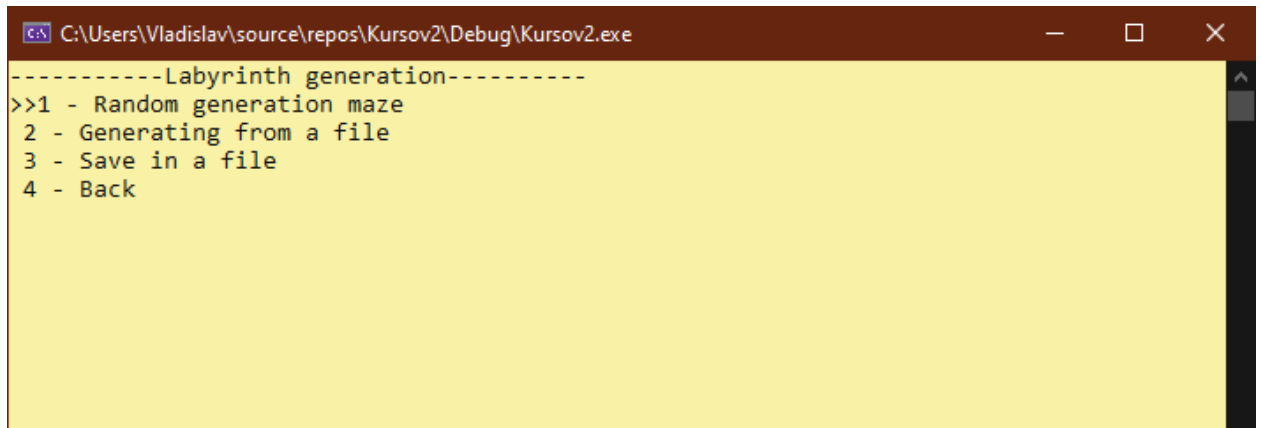 C:\Users\Vladislav\source\repos\Kursov2\Debug\Kursov2.exe
-----------Labyrinth generation----------
>>1 - Random generation maze
2 - Generating from a file
3 - Save in a file
4 - Back